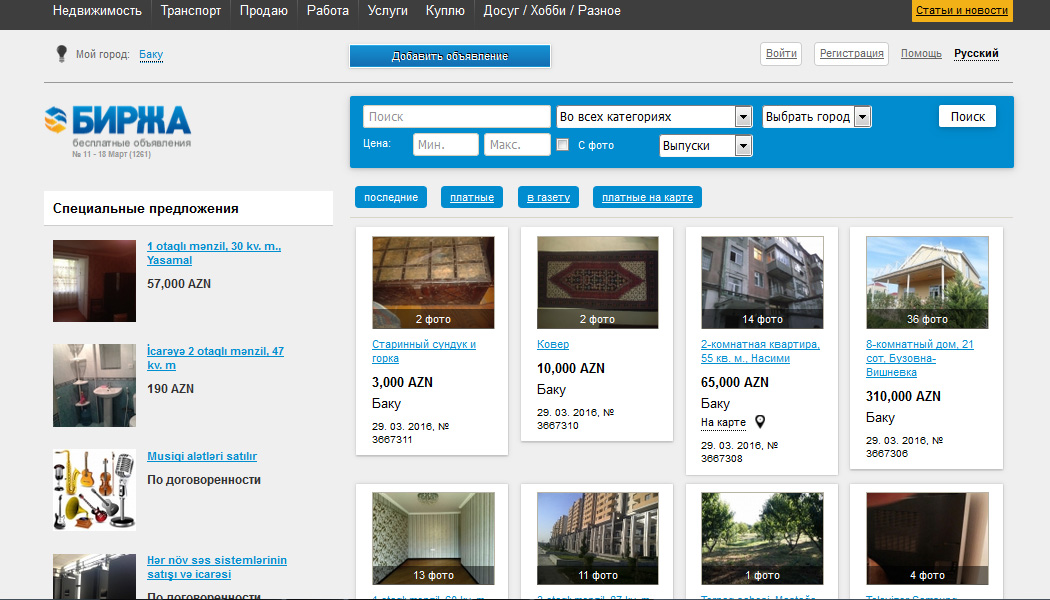 Недвижимость Транспорт Продаю Работа Услуги Куплю Досуг / Хобби / Разное Статьи и новости
Мой город: Баку Добавить объявление Войти Регистрация Помощь Русский
БИРЖА
бесплатные объявления
№ 11 - 18 Март (1261)
Поиск Во всех категориях Выбрать город Поиск
Цена: Мин. Макс. С фото Выпуски
последние платные в газету платные на карте
Специальные предложения
1 otaqlı mənzil, 30 kv. m.,
Yasamal
57,000 AZN
İcarəyə 2 otaqlı mənzil, 47
kv. m
190 AZN
Musiqi alətləri satılır
По договоренности
Hər növ səs sistemlərinin
satışı və icarəsi
По договоренности
2 фото
Старинный сундук и
горка
3,000 AZN
Баку
29. 03. 2016, №
3667311
2 фото
Ковер
10,000 AZN
Баку
29. 03. 2016, №
3667310
14 фото
2-комнатная квартира,
55 кв. м., Насими
65,000 AZN
Баку
На карте
29. 03. 2016, №
3667308
36 фото
8-комнатный дом, 21
сот, Бузовна-
Вишневка
310,000 AZN
Баку
29. 03. 2016, №
3667306
13 фото
11 фото
1 фото
4 фото